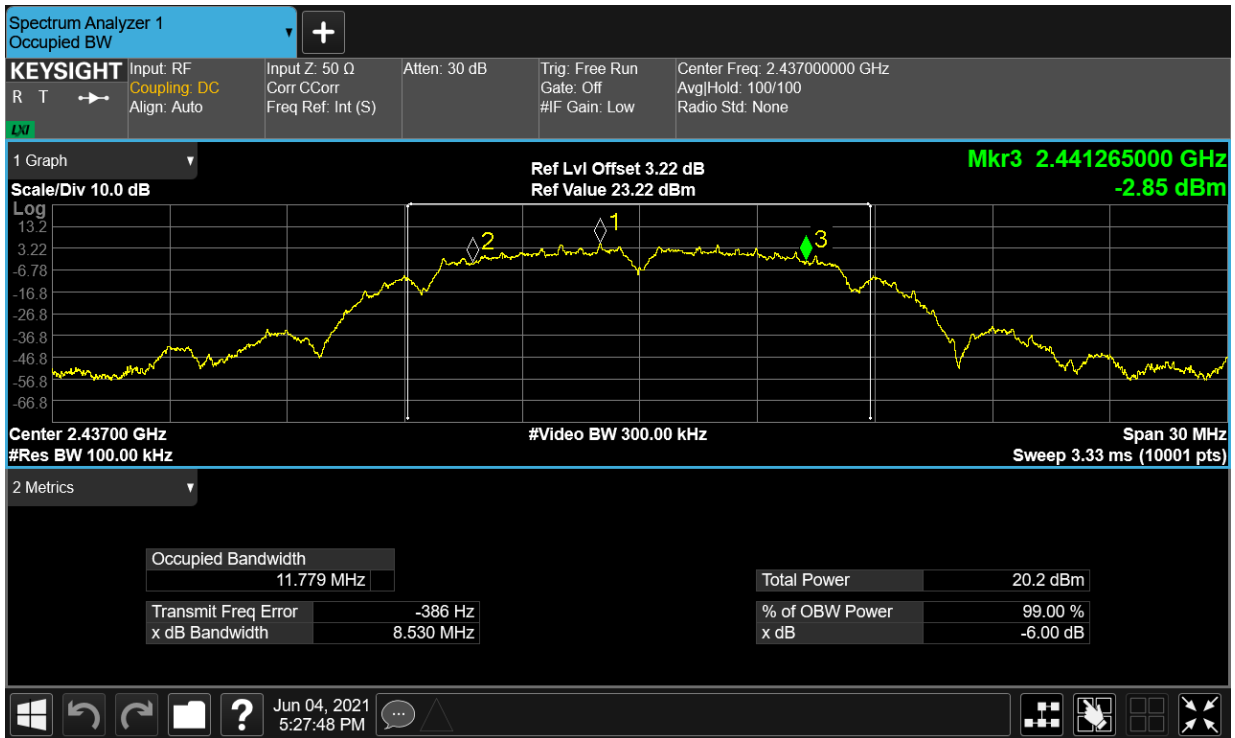 Spectrum Analyzer 1
Occupied BW
▼
+
KEYSIGHT
R T
LXI
Input: RF
Coupling: DC
Align: Auto
Input Z: 50 Ω
Corr CCorr
Freq Ref: Int (S)
Atten: 30 dB
Trig: Free Run
Gate: Off
#IF Gain: Low
Center Freq: 2.437000000 GHz
Avg|Hold: 100/100
Radio Std: None
1 Graph
▼
Scale/Div 10.0 dB
Ref Lvl Offset 3.22 dB
Ref Value 23.22 dBm
Mkr3 2.441265000 GHz
-2.85 dBm
Log
13.2
3.22
-6.78
-16.8
-26.8
-36.8
-46.8
-56.8
-66.8
2
1
3
Center 2.43700 GHz
#Res BW 100.00 kHz
#Video BW 300.00 kHz
Span 30 MHz
Sweep 3.33 ms (10001 pts)
2 Metrics
▼
Occupied Bandwidth
11.779 MHz
Transmit Freq Error -386 Hz
x dB Bandwidth 8.530 MHz
Total Power 20.2 dBm
% of OBW Power 99.00 %
x dB -6.00 dB
?
Jun 04, 2021
5:27:48 PM